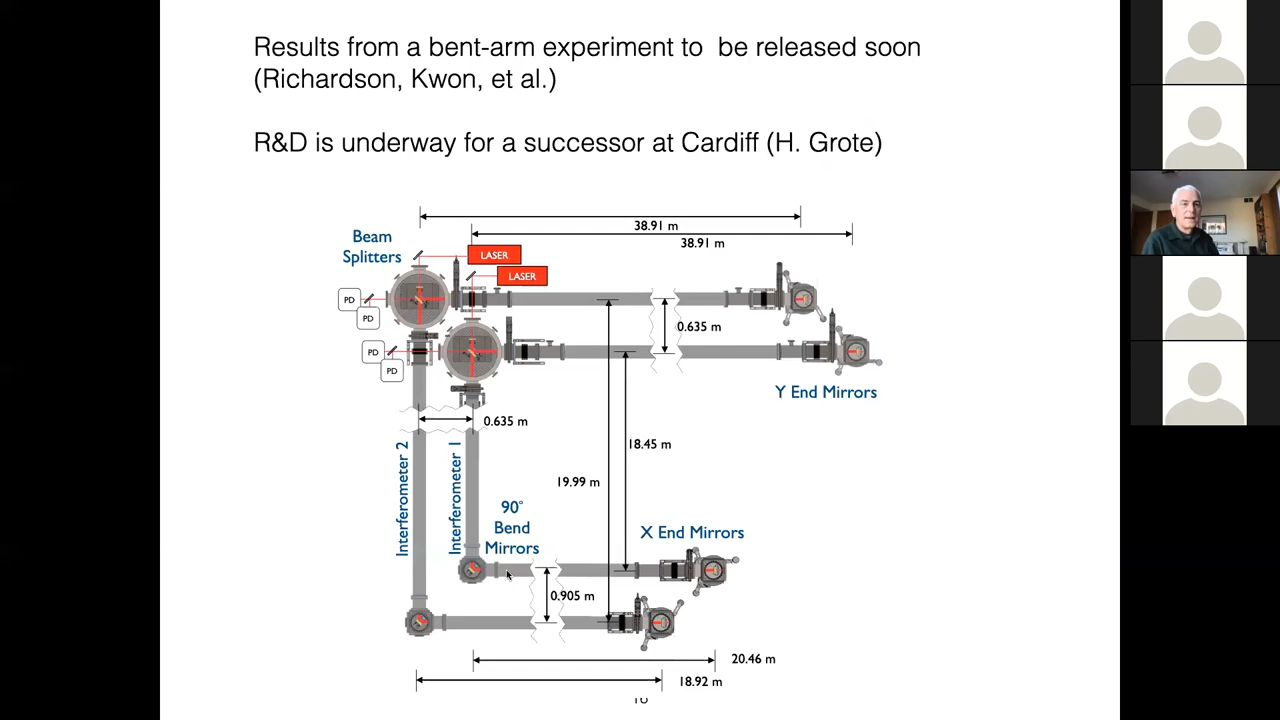 Results from a bent-arm experiment to  be released soon
(Richardson, Kwon, et al.)
R&D is underway for a successor at Cardiff (H. Grote)
38.91 m
38.91 m
Beam
Splitters
LASER
LASER
PD
PD
0.635 m
PD
PD
Y End Mirrors
0.635 m
18.45 m
Interferometer 2
Interferometer 1
19.99 m
90°
Bend
Mirrors
X End Mirrors
0.905 m
20.46 m
18.92 m